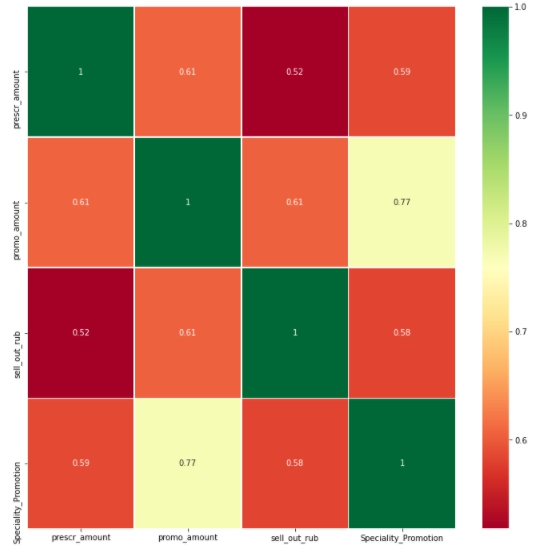 prescr_amount
1
0.61
0.52
0.59
promo_amount
0.61
1
0.61
0.77
sell_out_rub
0.52
0.61
1
0.58
Speciality_Promotion
0.59
0.77
0.58
1
prescr_amount
promo_amount
sell_out_rub
Speciality_Promotion
1.0
0.9
0.8
0.7
0.6